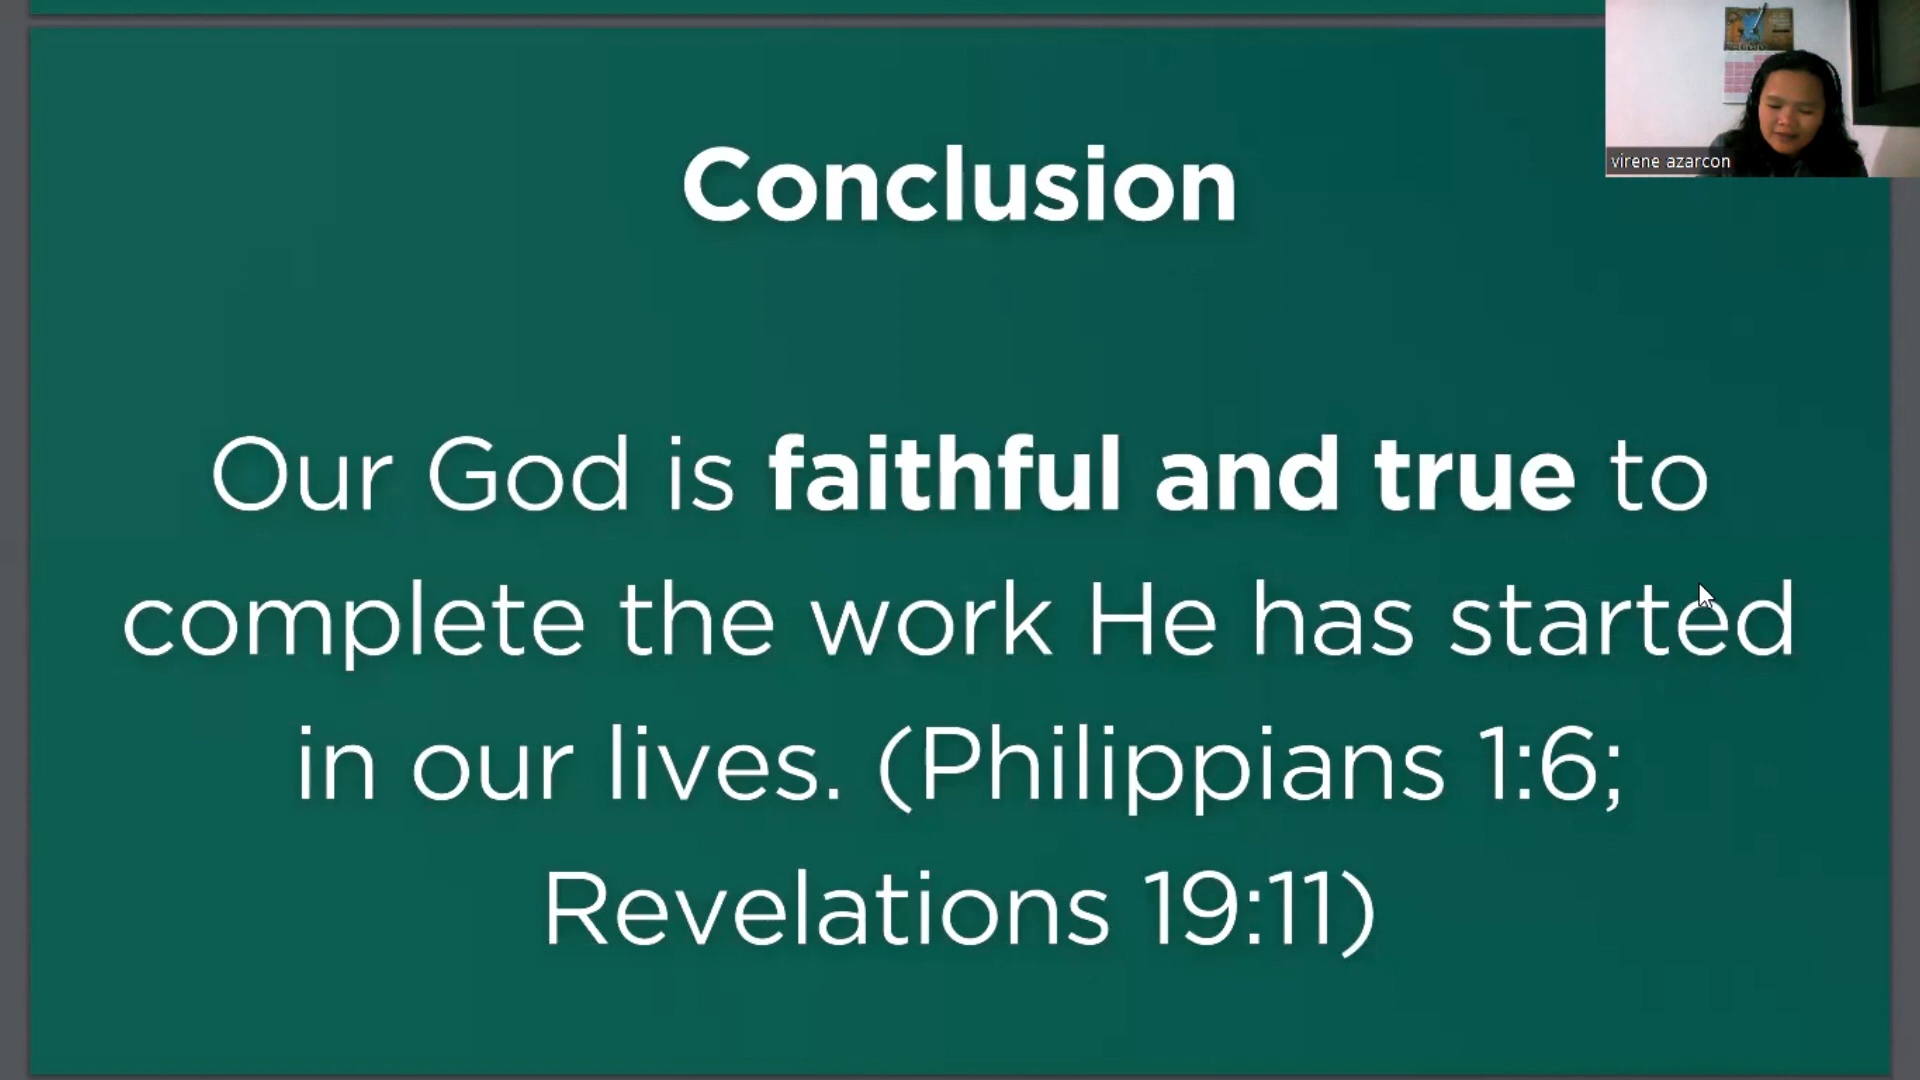 Conclusion
virene azarcon
Our God is faithful and true to
complete the work He has started
in our lives. (Philippians 1:6;
Revelations 19:11)